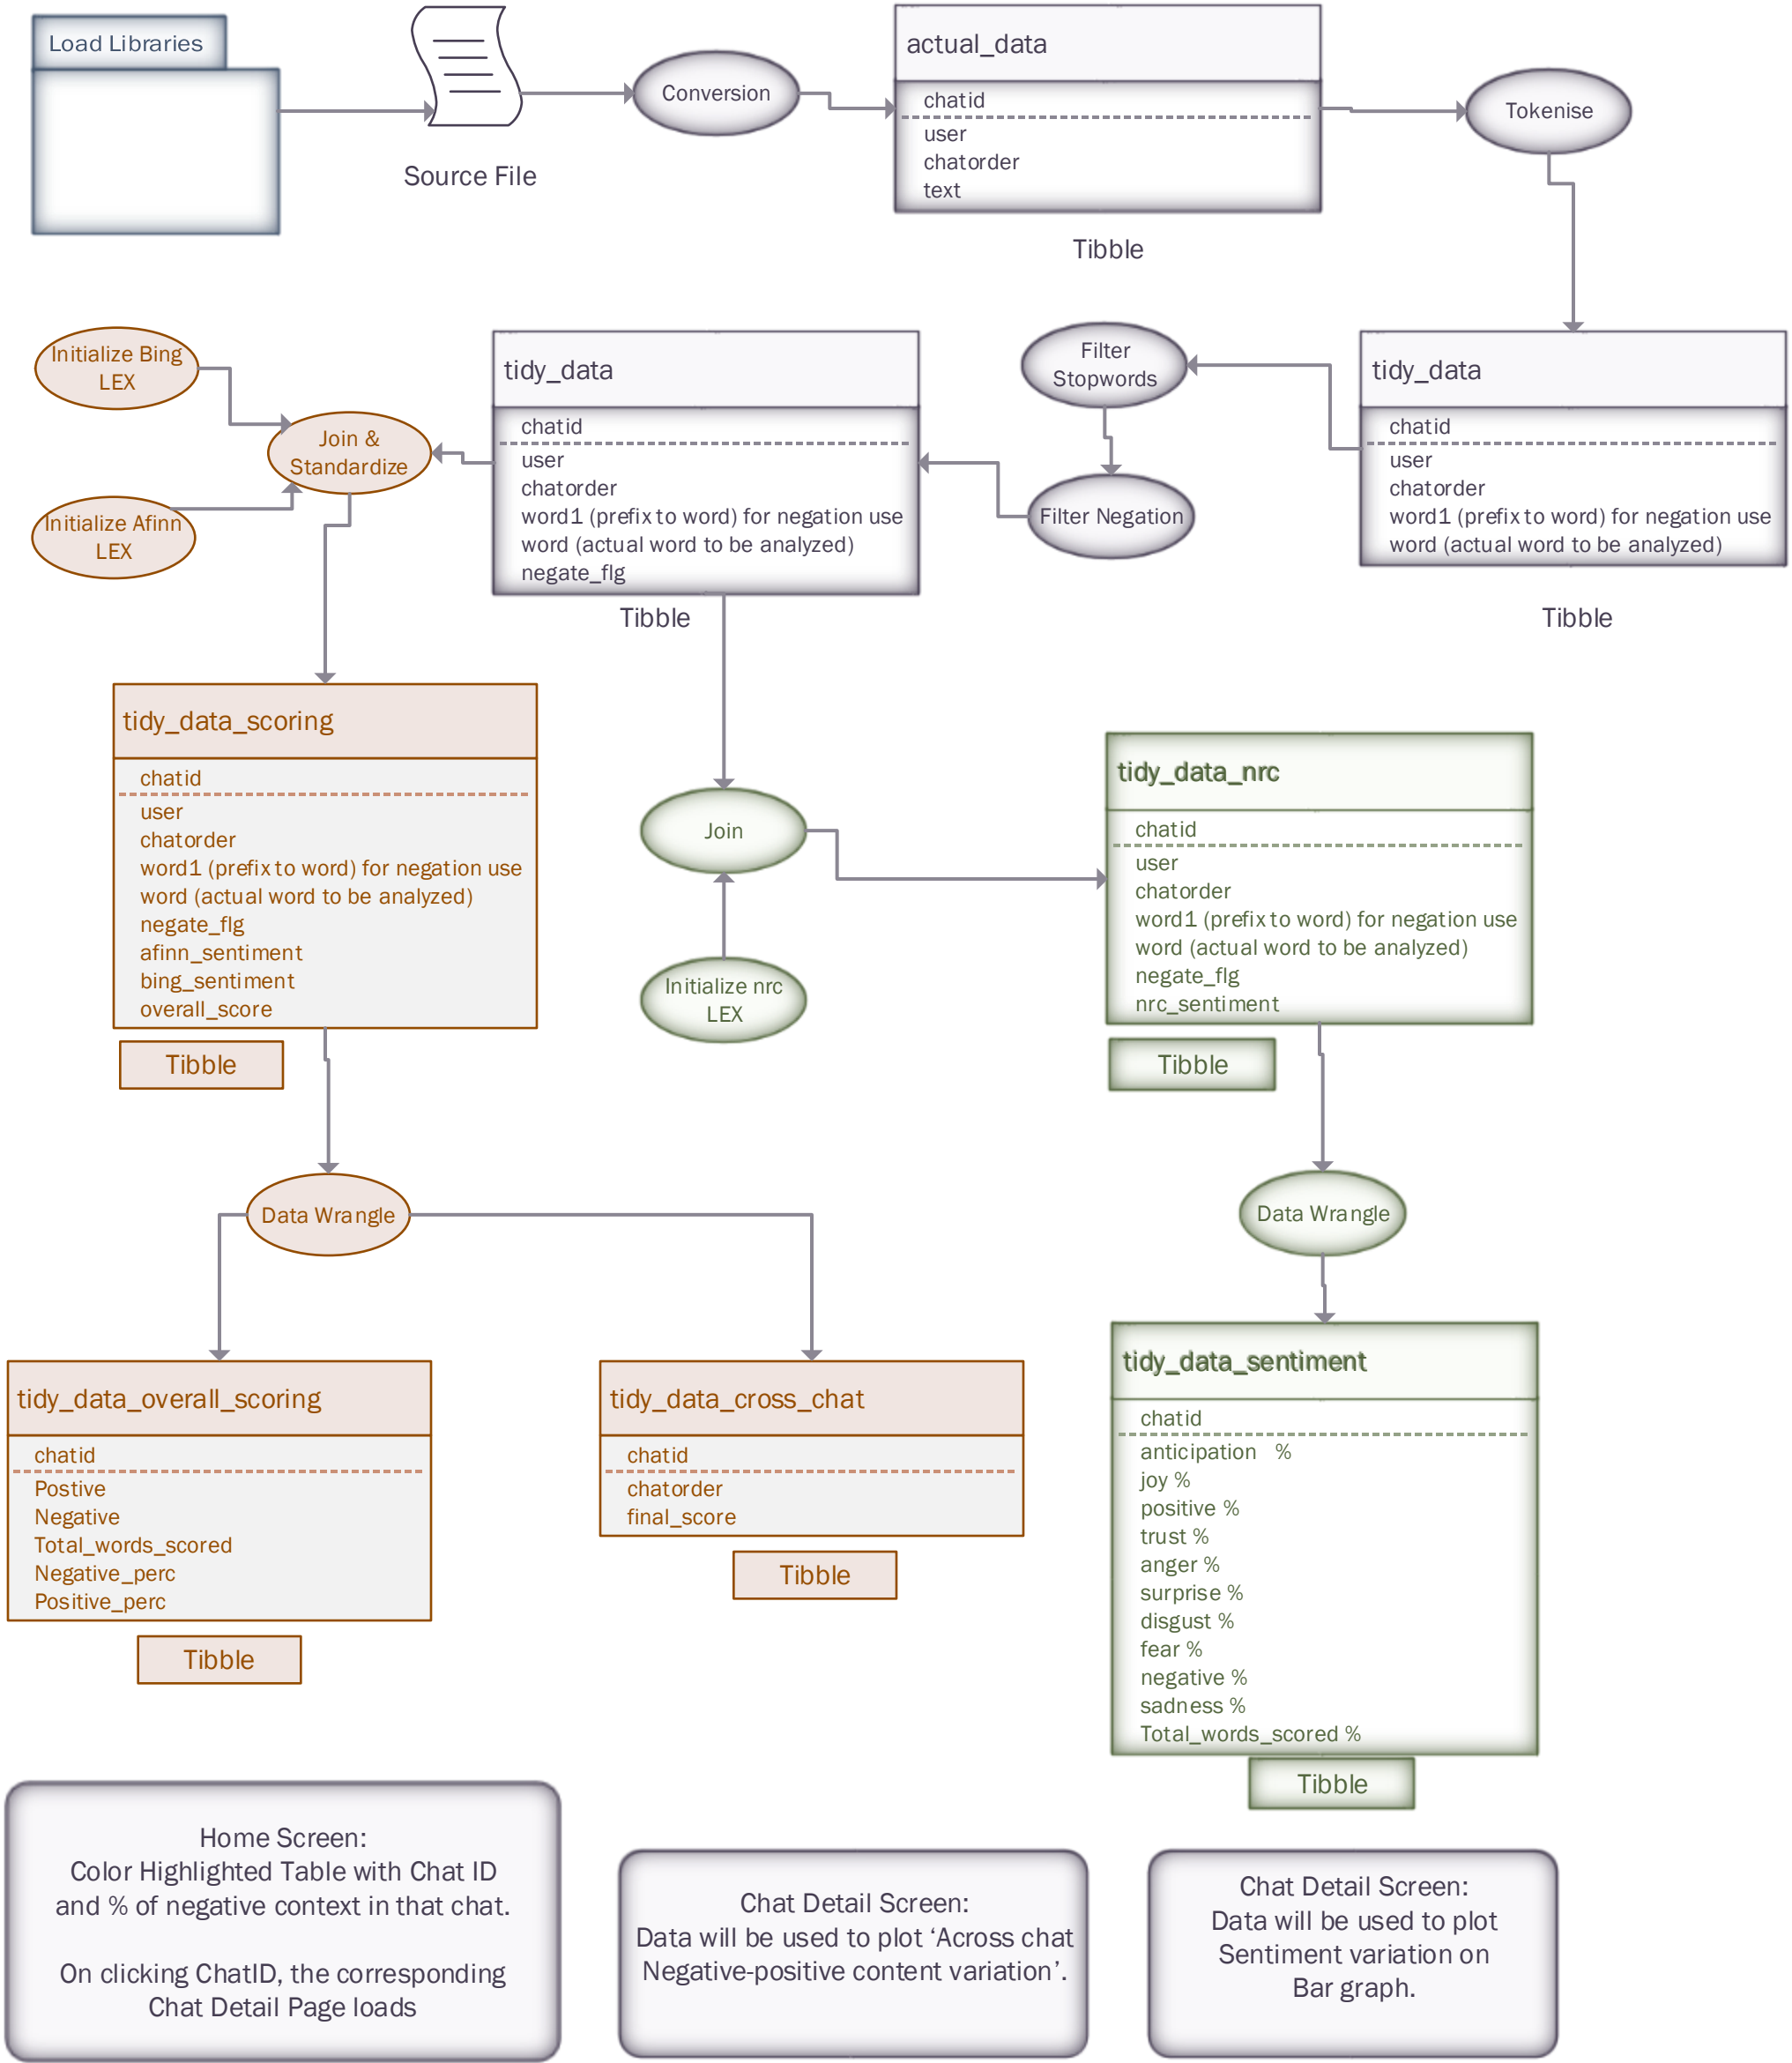 Load Libraries
Source File
Conversion
actual_data
chatid
user
chatorder
text
Tibble
Tokenise
Initialize Bing
LEX
Initialize Afinn
LEX
Join &
Standardize
tidy_data
chatid
user
chatorder
word1 (prefix to word) for negation use
word (actual word to be analyzed)
negate_flg
Tibble
Filter
Stopwords
Filter Negation
tidy_data
chatid
user
chatorder
word1 (prefix to word) for negation use
word (actual word to be analyzed)
Tibble
tidy_data_scoring
chatid
user
chatorder
word1 (prefix to word) for negation use
word (actual word to be analyzed)
negate_flg
afinn_sentiment
bing_sentiment
overall_score
Tibble
Join
Initialize nrc
LEX
tidy_data_nrc
chatid
user
chatorder
word1 (prefix to word) for negation use
word (actual word to be analyzed)
negate_flg
nrc_sentiment
Tibble
Data Wrangle
Data Wrangle
tidy_data_overall_scoring
chatid
Postive
Negative
Total_words_scored
Negative_perc
Positive_perc
Tibble
tidy_data_cross_chat
chatid
chatorder
final_score
Tibble
tidy_data_sentiment
chatid
anticipation %
joy %
positive %
trust %
anger %
surprise %
disgust %
fear %
negative %
sadness %
Total_words_scored %
Tibble
Home Screen:
Color Highlighted Table with Chat ID
and % of negative context in that chat.
On clicking ChatID, the corresponding
Chat Detail Page loads
Chat Detail Screen:
Data will be used to plot ‘Across chat
Negative-positive content variation’.
Chat Detail Screen:
Data will be used to plot
Sentiment variation on
Bar graph.